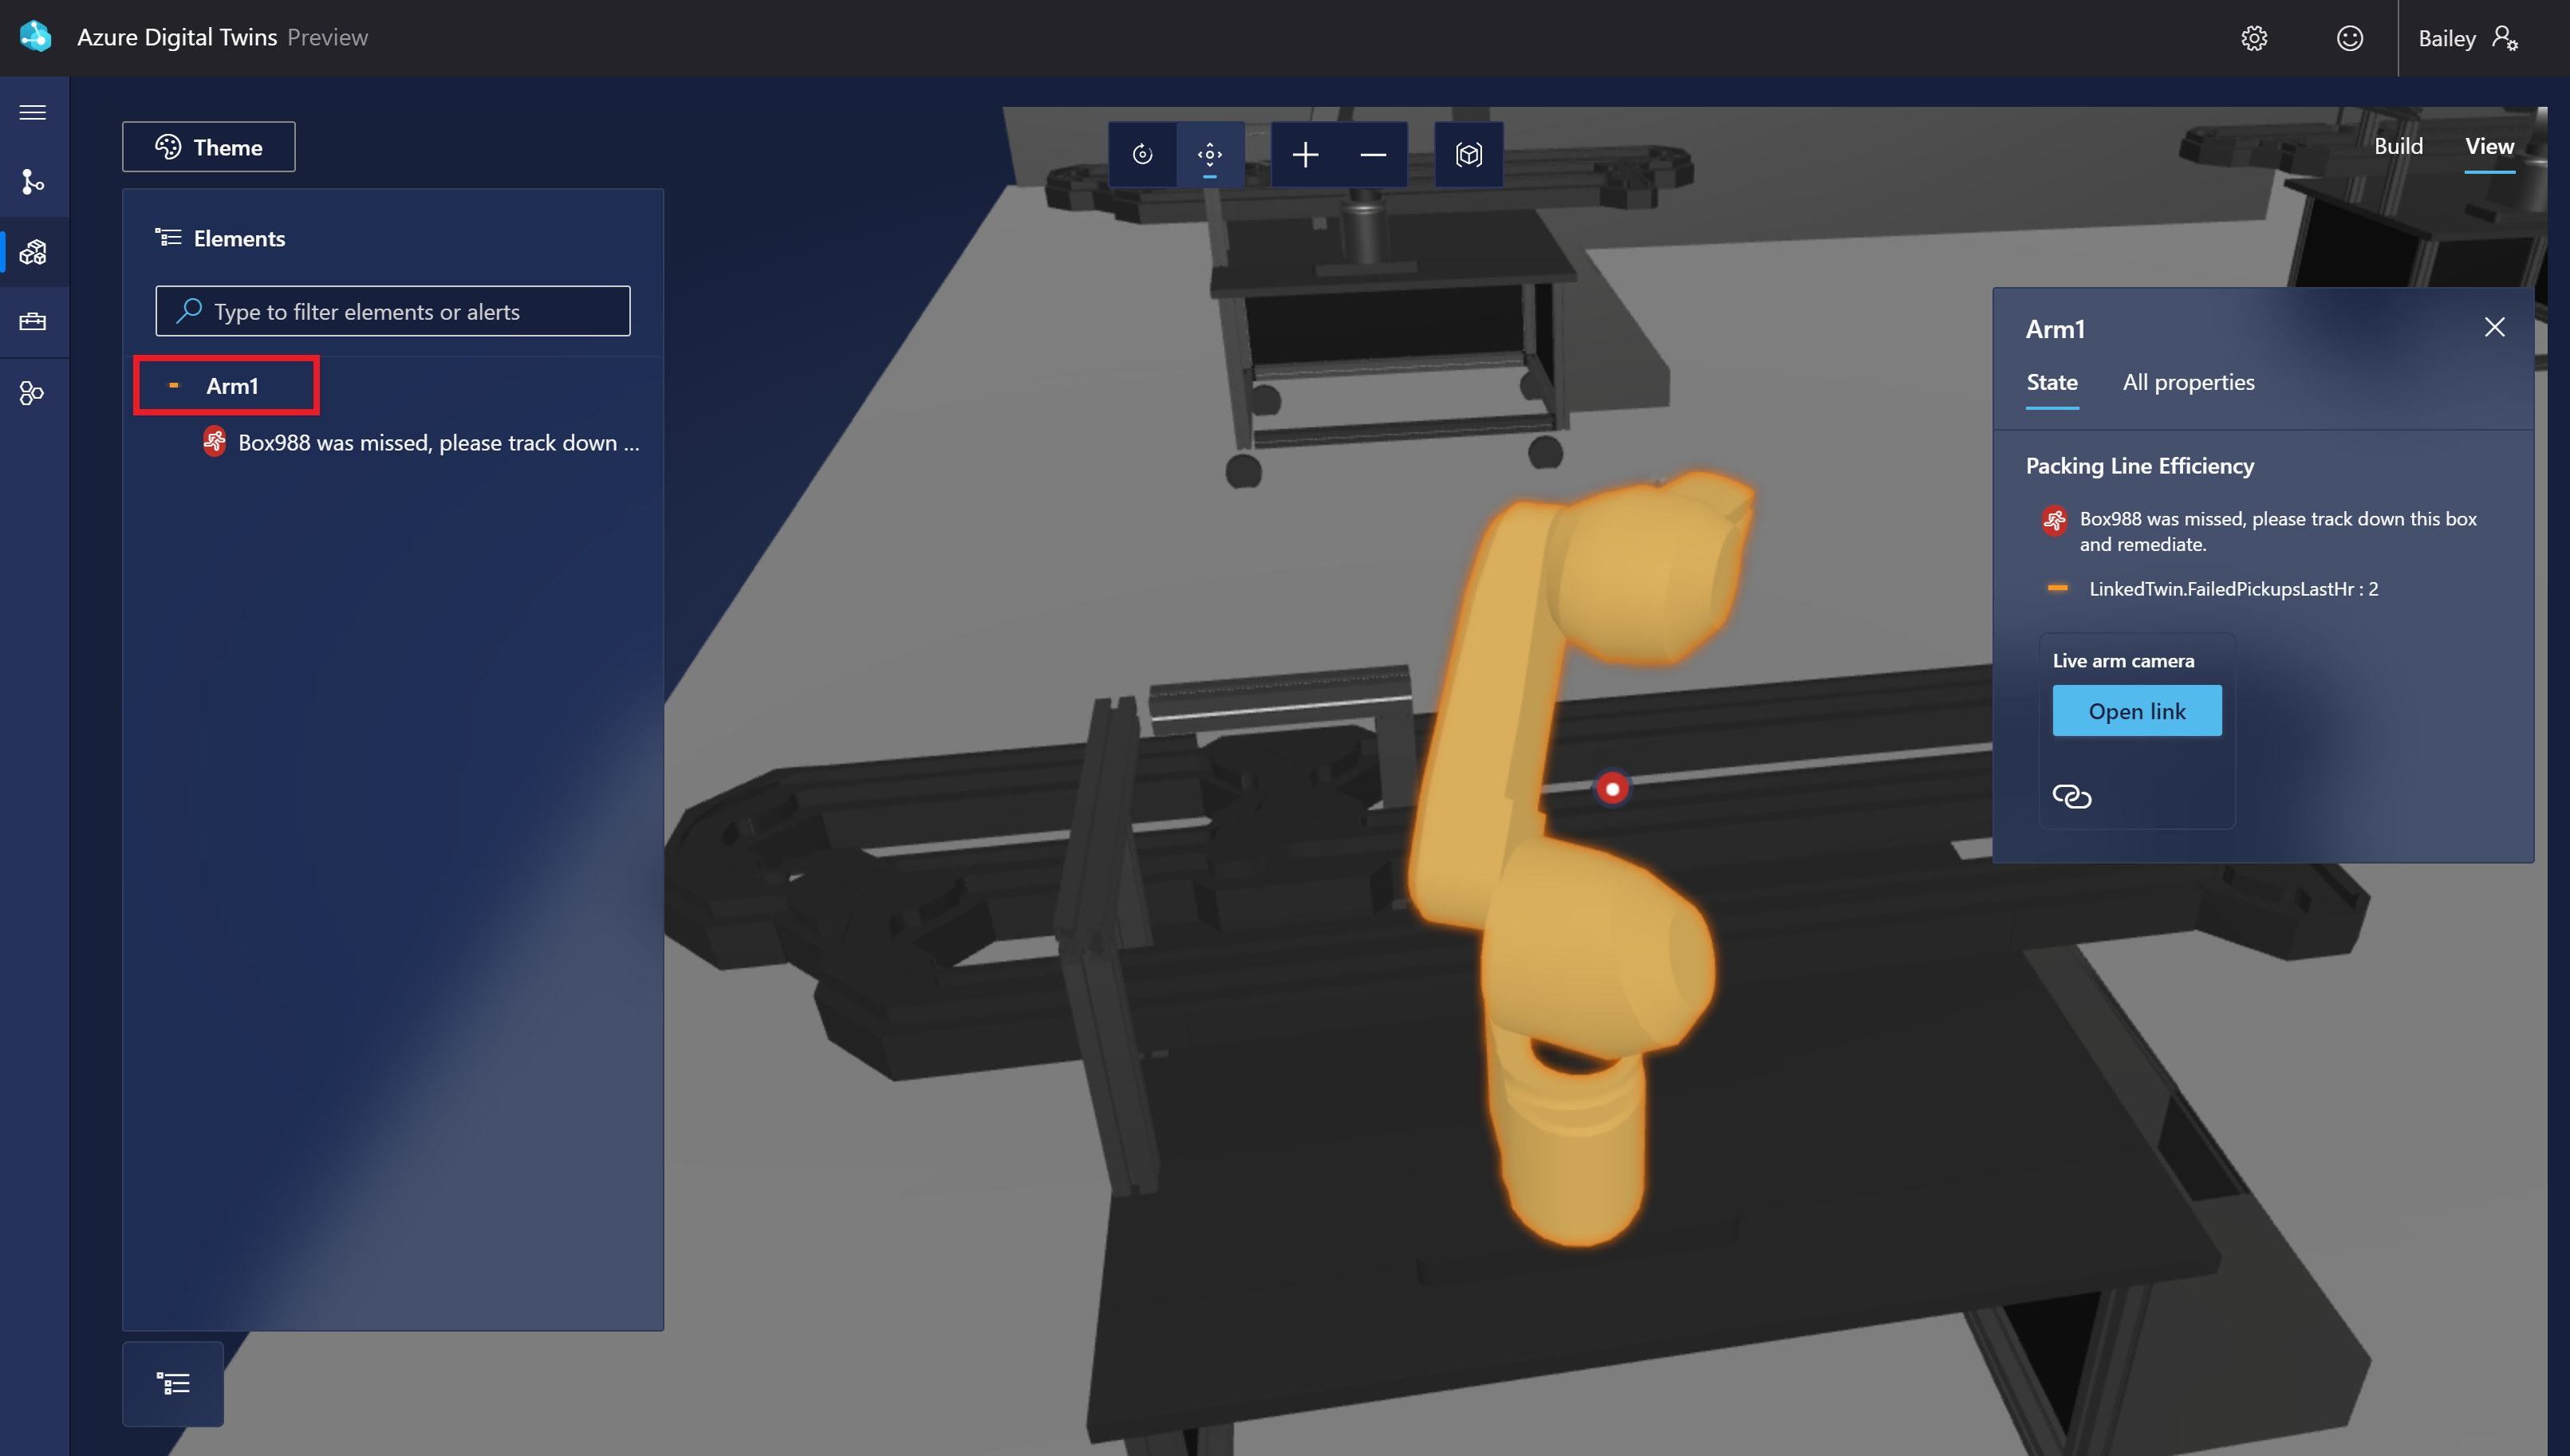 Azure Digital Twins Preview
Bailey
Theme
Build View
Elements
Type to filter elements or alerts
Arm1
Box988 was missed, please track down ...
Arm1
State All properties
Packing Line Efficiency
Box988 was missed, please track down this box
and remediate.
LinkedTwin.FailedPickupsLastHr : 2
Live arm camera
Open link